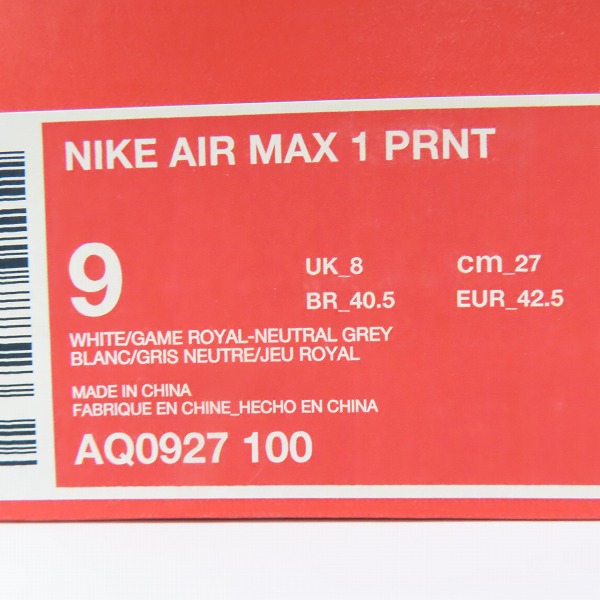 NIKE AIR MAX 1 PRNT
9
UK_8 cm_27
BR_40.5 EUR_42.5
WHITE/GAME ROYAL-NEUTRAL GREY
BLANC/GRIS NEUTRE/JEU ROYAL
MADE IN CHINA
FABRIQUE EN CHINE_HECHO EN CHINA
AQ0927 100